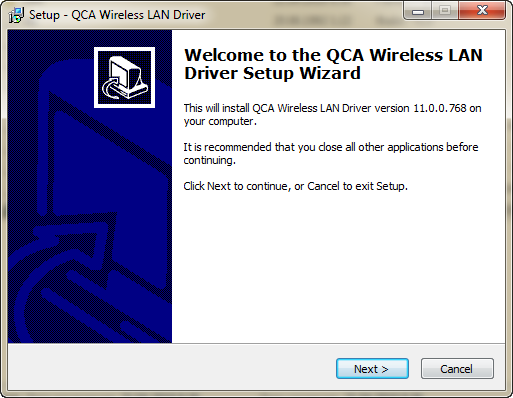 Setup - QCA Wireless LAN Driver
Welcome to the QCA Wireless LAN
Driver Setup Wizard
This will install QCA Wireless LAN Driver version 11.0.0.768 on
your computer.
It is recommended that you close all other applications before
continuing.
Click Next to continue, or Cancel to exit Setup.
Next >
Cancel